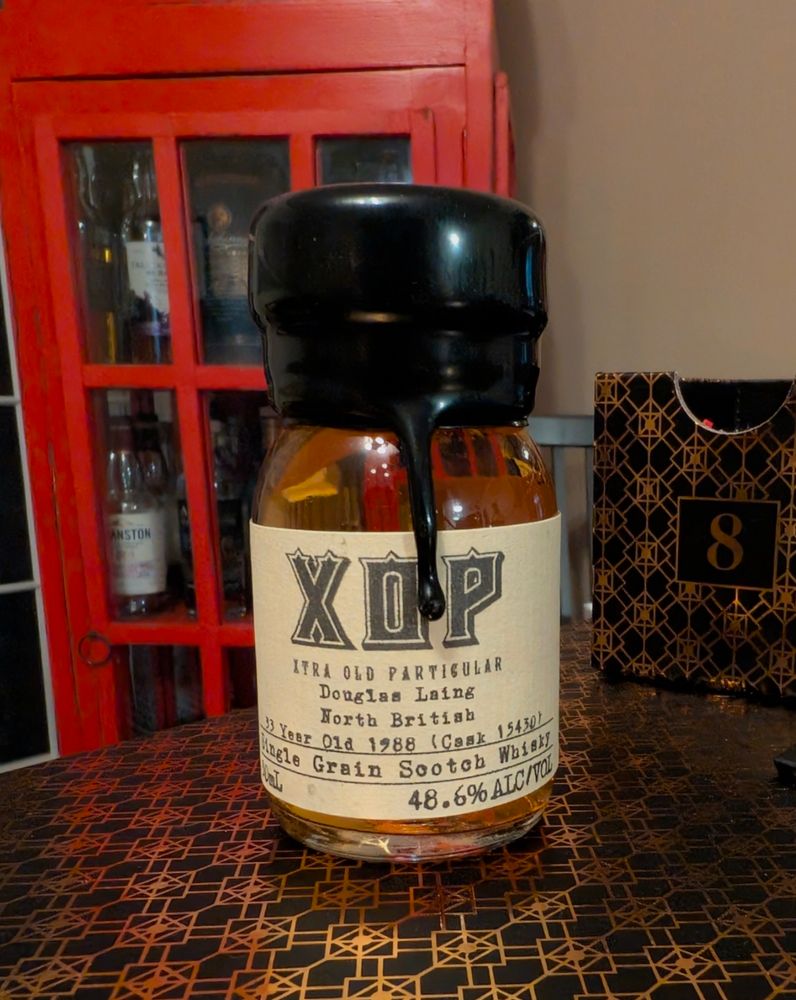 XOP
XTRA OLD PARTICULAR
Douglas Laing
North British
33 Year Old 1988 (Cask 15430)
Single Grain Scotch Whisky
48.6% ALC/VOL
8
ANSTON